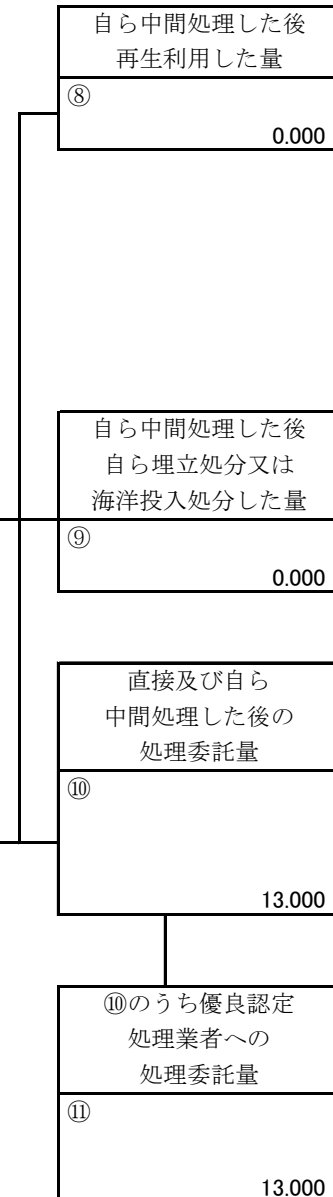 自ら中間処理した後
再生利用した量
⑧
0.000
自ら中間処理した後
自ら埋立処分又は
海洋投入処分した量
⑨
0.000
直接及び自ら
中間処理した後の
処理委託量
⑩
13.000
⑩のうち優良認定
処理業者への
処理委託量
⑪
13.000